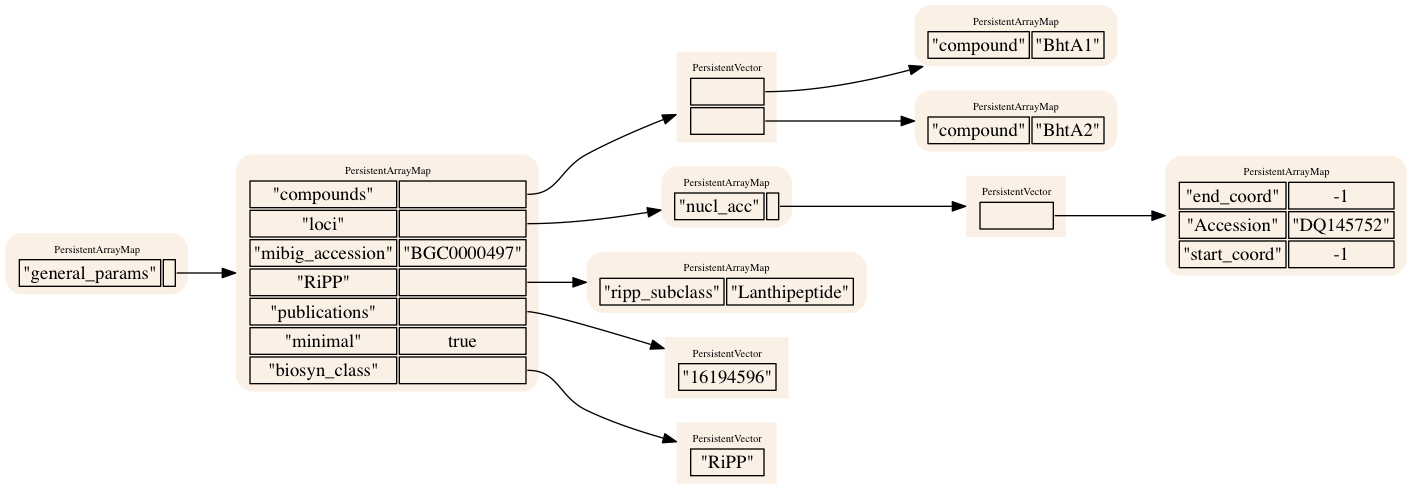 PersistentArrayMap
"general_params"
PersistentArrayMap
"compounds"
"loci"
"mibig_accession" "BGC0000497"
"RiPP"
"publications"
"minimal" true
"biosyn_class"
PersistentVector
PersistentArrayMap
"compound" "BhtA1"
PersistentArrayMap
"compound" "BhtA2"
PersistentArrayMap
"nucl_acc"
PersistentVector
PersistentArrayMap
"end_coord" -1
"Accession" "DQ145752"
"start_coord" -1
PersistentArrayMap
"ripp_subclass" "Lanthipeptide"
PersistentVector
"16194596"
PersistentVector
"RiPP"